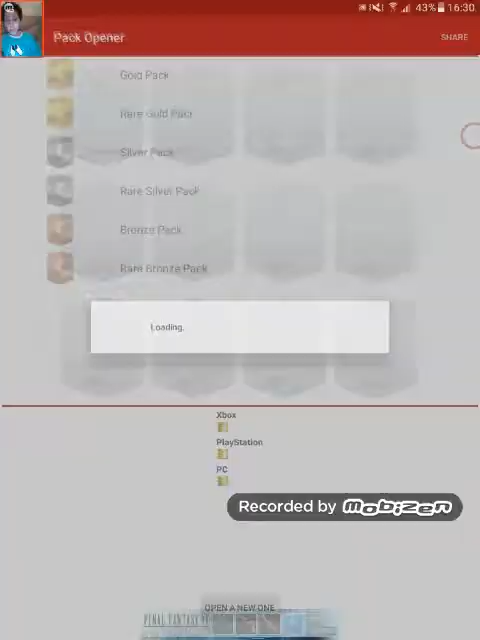 43% 16:30
Pack Opener
SHARE
Gold Pack
Rare Gold Pack
Silver Pack
Rare Silver Pack
Bronze Pack
Rare Bronze Pack
Loading.
Xbox
PlayStation
PC
Recorded by mobizen
OPEN A NEW ONE
FINAL FANTASY